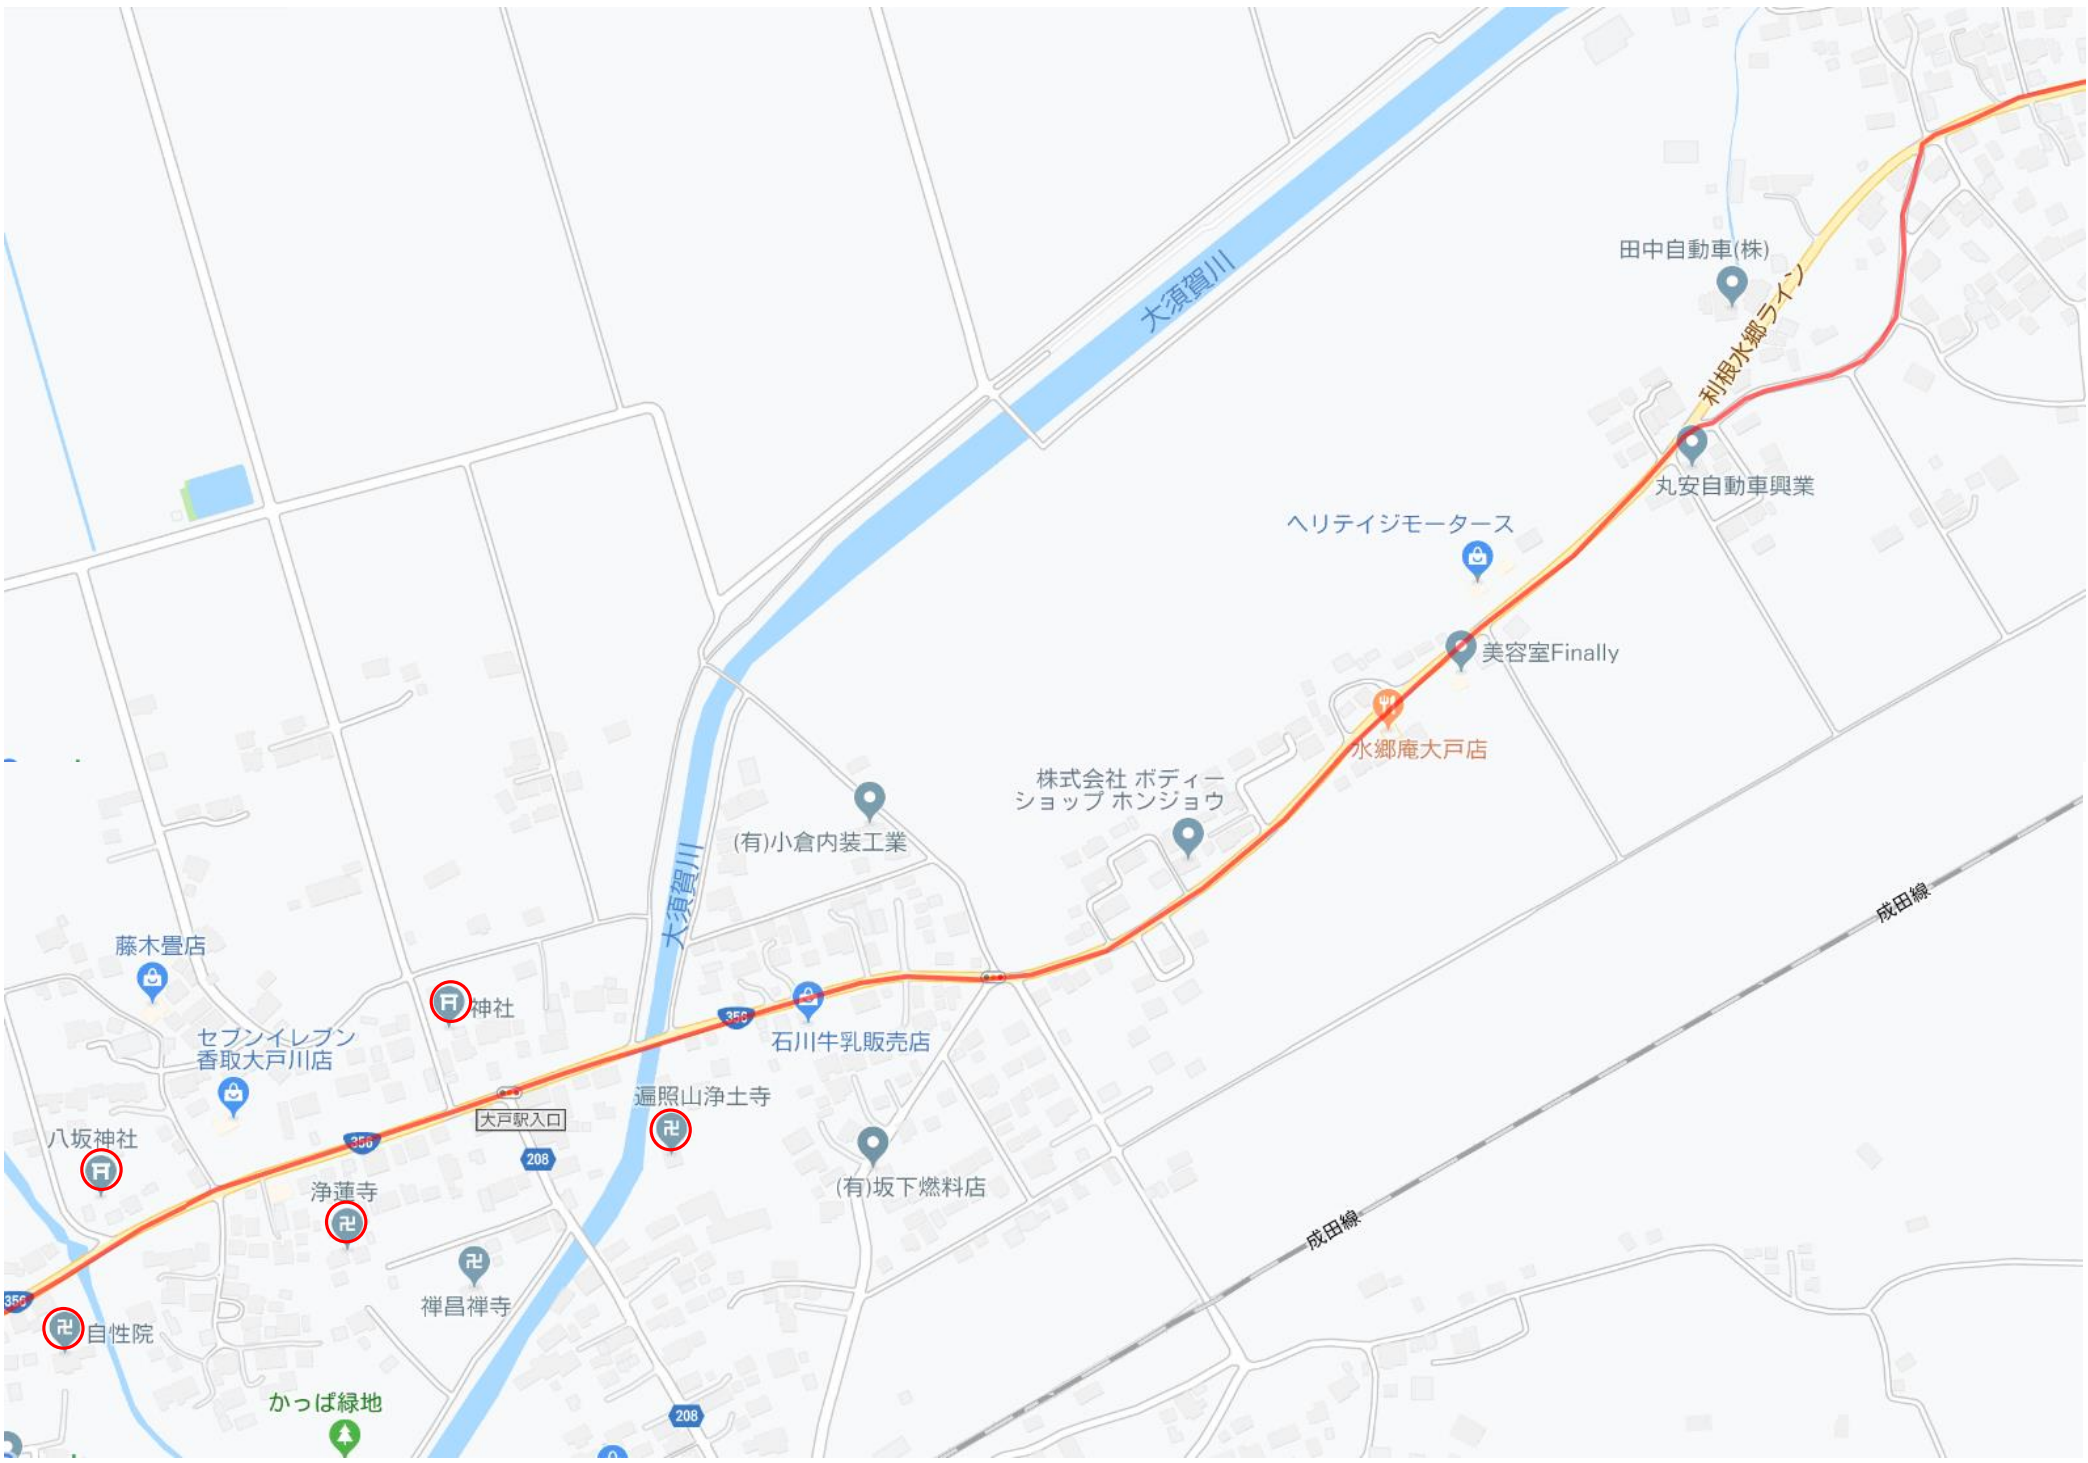 大須賀川
田中自動車(株)
利根水郷ライン
丸安自動車興業
ヘリテイジモータース
美容室Finally
水郷庵大戸店
株式会社 ボディー
ショップ ホンジョウ
(有)小倉内装工業
大須賀川
成田線
藤木畳店
神社
356
石川牛乳販売店
セブンイレブン
香取大戸川店
遍照山浄土寺
大戸駅入口
八坂神社
356
208
浄蓮寺
(有)坂下燃料店
成田線
禅昌禅寺
356
自性院
かっぱ緑地
208